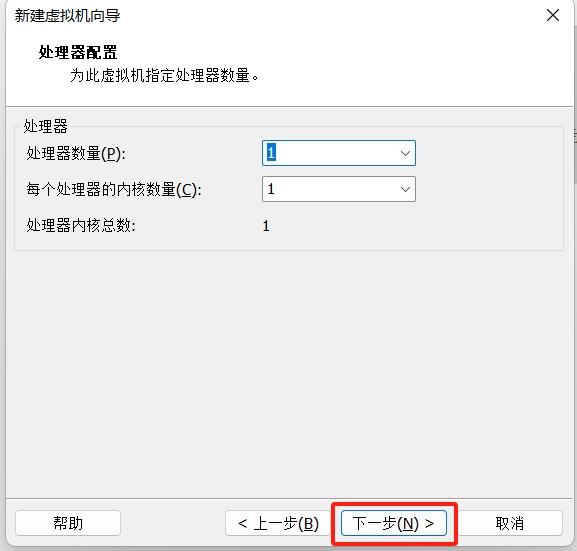 新建虚拟机向导
处理器配置
为此虚拟机指定处理器数量。
处理器
处理器数量(P): 1
每个处理器的内核数量(C): 1
处理器内核总数: 1
帮助 < 上一步(B) 下一步(N) > 取消